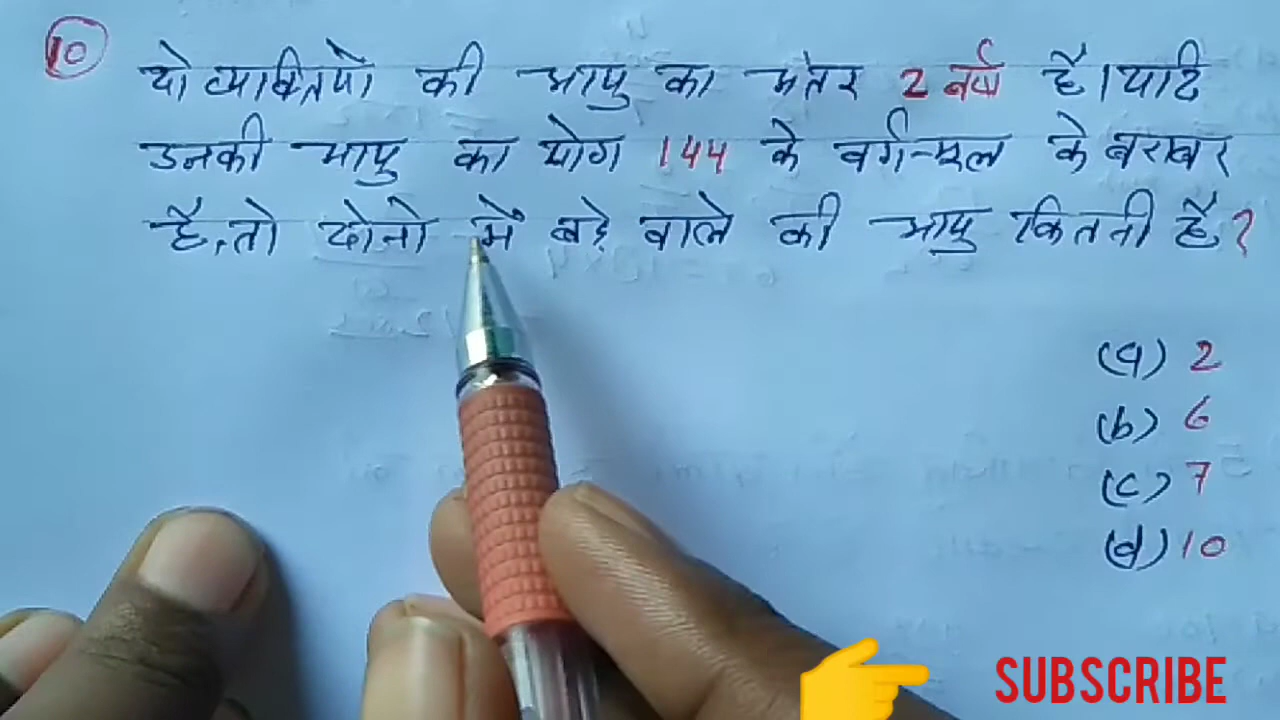 10 दो व्यक्तियो की आयु का अंतर 2 वर्ष है। यदि
उनकी आयु का योग 144 के वर्ग-मूल के बराबर
है, तो दोनो में बड़े वाले की आयु कितनी है?
(a) 2
(b) 6
(c) 7
(d) 10
SUBSCRIBE